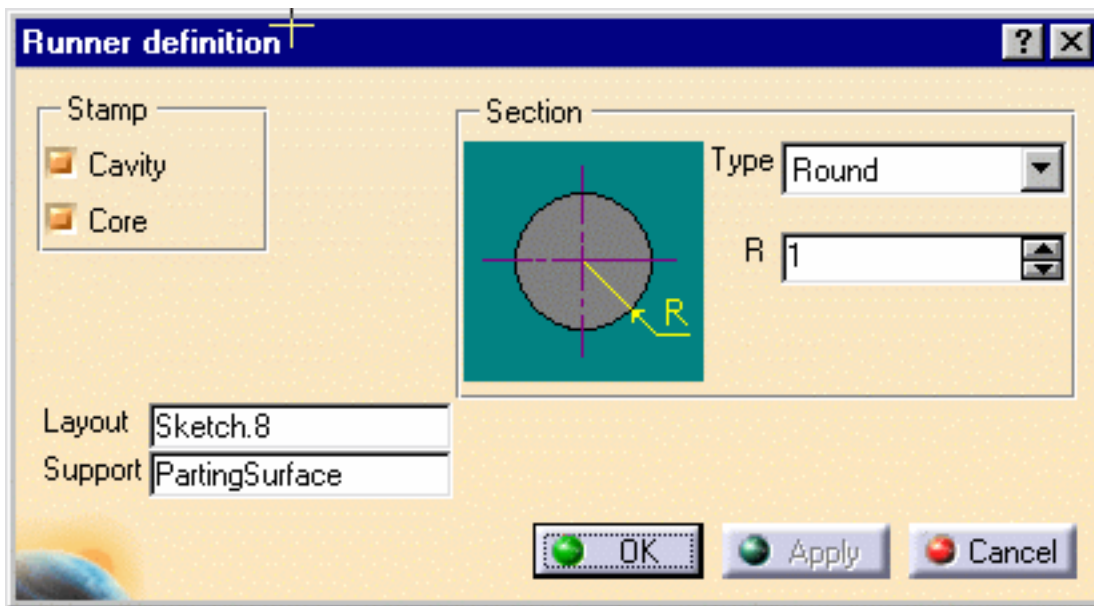 Runner definition
Stamp
Cavity
Core
Section
Type Round
R 1
R
Layout Sketch.8
Support PartingSurface
OK Apply Cancel